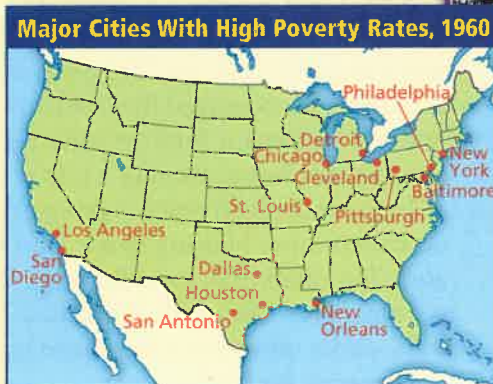 Major Cities With High Poverty Rates, 1960
Philadelphia
Detroit
Chicago
New
York
Cleveland
Baltimore
St. Louis
Pittsburgh
Los Angeles
San
Diego
Dallas
Houston
San Antonio
New
Orleans